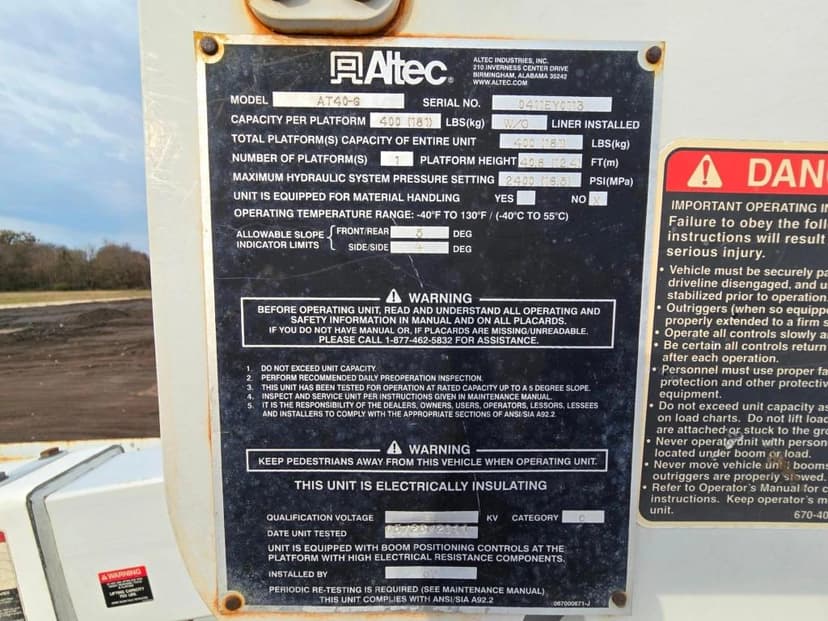 Altec
ALTEC INDUSTRIES, INC.
210 INVERNESS CENTER DRIVE
BIRMINGHAM, ALABAMA 35242
WWW.ALTEC.COM
MODEL AT40-G SERIAL NO.
CAPACITY PER PLATFORM 400 (181) LBS(kg) W/O LINER INSTALLED
TOTAL PLATFORM(S) CAPACITY OF ENTIRE UNIT 400 (181) LBS(kg)
NUMBER OF PLATFORM(S) 1 PLATFORM HEIGHT 40.8 (12.4) FT(m)
MAXIMUM HYDRAULIC SYSTEM PRESSURE SETTING 2400 PSI(MPa)
UNIT IS EQUIPPED FOR MATERIAL HANDLING YES NO X
OPERATING TEMPERATURE RANGE: -40°F TO 130°F / (-40°C TO 55°C)
ALLOWABLE SLOPE INDICATOR LIMITS
FRONT/REAR 5 DEG
SIDE/SIDE DEG
WARNING
BEFORE OPERATING UNIT, READ AND UNDERSTAND ALL OPERATING AND
SAFETY INFORMATION IN MANUAL AND ON ALL PLACARDS.
IF YOU DO NOT HAVE MANUAL OR, IF PLACARDS ARE MISSING/UNREADABLE.
PLEASE CALL 1-877-462-5832 FOR ASSISTANCE.
1. DO NOT EXCEED UNIT CAPACITY.
2. PERFORM RECOMMENDED DAILY PREOPERATION INSPECTION.
3. THIS UNIT HAS BEEN TESTED FOR OPERATION AT RATED CAPACITY UP TO A 5 DEGREE SLOPE.
4. INSPECT AND SERVICE UNIT PER INSTRUCTIONS GIVEN IN MAINTENANCE MANUAL.
5. IT IS THE RESPONSIBILITY OF THE DEALERS, OWNERS, USERS, OPERATORS, LESSORS, LESSEES
AND INSTALLERS TO COMPLY WITH THE APPROPRIATE SECTIONS OF ANSI/SIA A92.2.
WARNING
KEEP PEDESTRIANS AWAY FROM THIS VEHICLE WHEN OPERATING UNIT.
THIS UNIT IS ELECTRICALLY INSULATING
QUALIFICATION VOLTAGE KV CATEGORY C
DATE UNIT TESTED
UNIT IS EQUIPPED WITH BOOM POSITIONING CONTROLS AT THE
PLATFORM WITH HIGH ELECTRICAL RESISTANCE COMPONENTS.
INSTALLED BY
PERIODIC RE-TESTING IS REQUIRED (SEE MAINTENANCE MANUAL)
THIS UNIT COMPLIES WITH ANSI/SIA A92.2
067000671-J
DAN
IMPORTANT OPERATING IN
Failure to obey the foll
instructions will result
serious injury.
• Vehicle must be securely pa
driveline disengaged, and u
stabilized prior to operation
• Outriggers (when so equipp
properly extended to a firm s
• Operate all controls slowly a
• Be certain all controls return
after each operation.
• Personnel must use proper fa
protection and other protectiv
equipment.
• Do not exceed unit capacity as
on load charts. Do not lift load
are attached or stuck to the gro
• Never operate unit with person
located under boom or load.
• Never move vehicle until booms
outriggers are properly stowed.
• Refer to Operator's Manual for c
instructions. Keep operator's m
unit.
670-40
WARNING
LIFTING CAPACITY